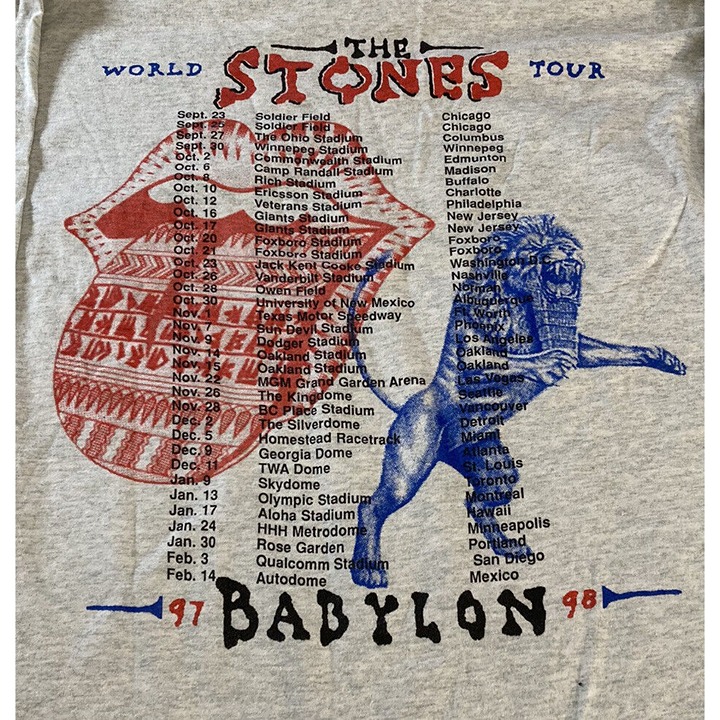 THE
WORLD STONES TOUR
Sept. 23 Soldier Field Chicago
Sept. 25 Soldier Field Chicago
Sept. 27 The Ohio Stadium Columbus
Sept. 30 Winnepeg Stadium Winnepeg
Oct. 2 Commonwealth Stadium Edmunton
Oct. 6 Camp Randall Stadium Madison
Oct. 8 Rich Stadium Buffalo
Oct. 10 Ericsson Stadium Charlotte
Oct. 12 Veterans Stadium Philadelphia
Oct. 16 Giants Stadium New Jersey
Oct. 17 Giants Stadium New Jersey
Oct. 20 Foxboro Stadium Foxboro
Oct. 21 Foxboro Stadium Foxboro
Oct. 23 Jack Kent Cooke Stadium Washington D.C.
Oct. 26 Vanderbilt Stadium Nashville
Oct. 28 Owen Field Norman
Oct. 30 University of New Mexico Albuquerque
Nov. 1 Texas Motor Speedway Ft. Worth
Nov. 7 Sun Devil Stadium Phoenix
Nov. 9 Dodger Stadium Los Angeles
Nov. 14 Oakland Stadium Oakland
Nov. 15 Oakland Stadium Oakland
Nov. 22 MGM Grand Garden Arena Las Vegas
Nov. 26 The Kingdome Seattle
Nov. 28 BC Place Stadium Vancouver
Dec. 2 The Silverdome Detroit
Dec. 5 Homestead Racetrack Miami
Dec. 9 Georgia Dome Atlanta
Dec. 11 TWA Dome St. Louis
Jan. 9 Skydome Toronto
Jan. 13 Olympic Stadium Montreal
Jan. 17 Aloha Stadium Hawaii
Jan. 24 HHH Metrodome Minneapolis
Jan. 30 Rose Garden Portland
Feb. 3 Qualcomm Stadium San Diego
Feb. 14 Autodome Mexico
97 BABYLON 98